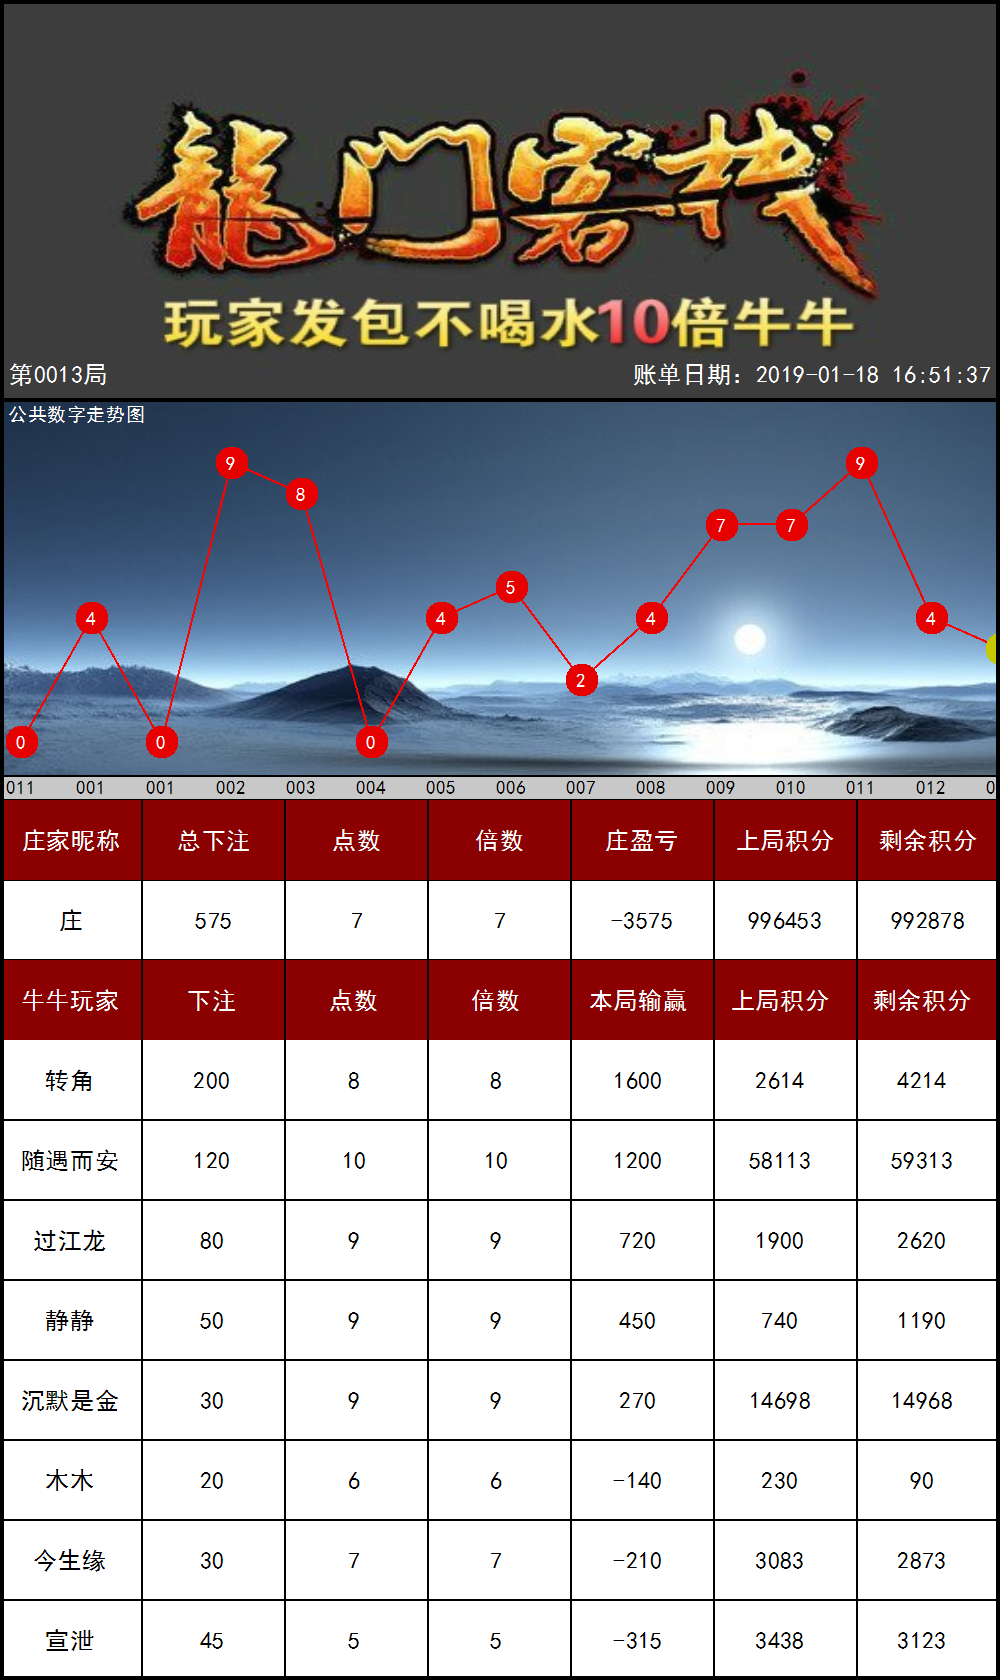 龍门客栈
玩家发包不喝水10倍牛牛
第0013局 账单日期：2019-01-18 16:51:37
公共数字走势图
9 9
8
7 7
5
4 4 4 4
2
0 0 0
011 001 001 002 003 004 005 006 007 008 009 010 011 012 0
庄家昵称 总下注 点数 倍数 庄盈亏 上局积分 剩余积分
庄 575 7 7 -3575 996453 992878
牛牛玩家 下注 点数 倍数 本局输赢 上局积分 剩余积分
转角 200 8 8 1600 2614 4214
随遇而安 120 10 10 1200 58113 59313
过江龙 80 9 9 720 1900 2620
静静 50 9 9 450 740 1190
沉默是金 30 9 9 270 14698 14968
木木 20 6 6 -140 230 90
今生缘 30 7 7 -210 3083 2873
宣泄 45 5 5 -315 3438 3123